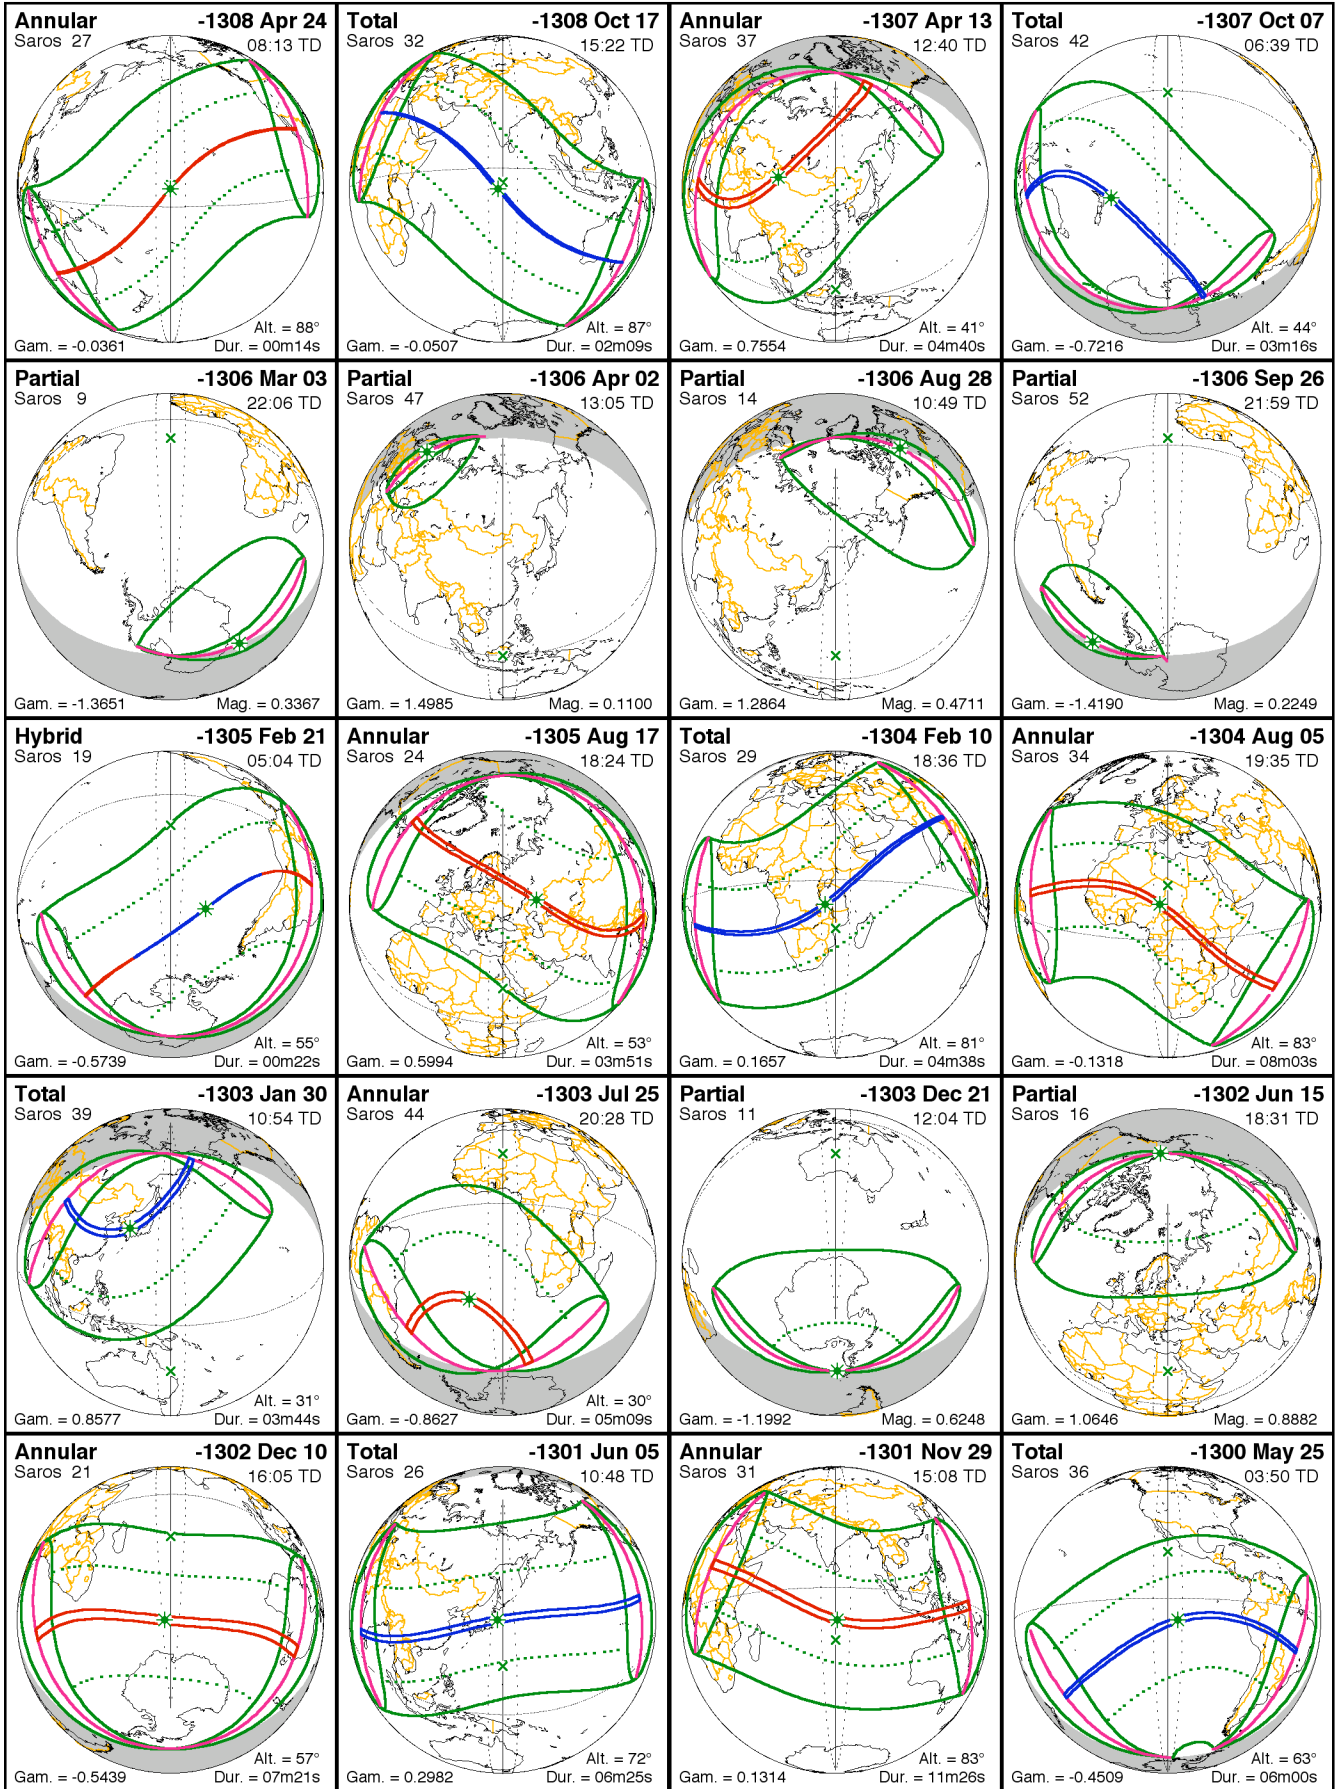 Annular -1308 Apr 24
Saros 27 08:13 TD
Alt. = 88°
Gam. = -0.0361 Dur. = 00m14s
Total -1308 Oct 17
Saros 32 15:22 TD
Alt. = 87°
Gam. = -0.0507 Dur. = 02m09s
Annular -1307 Apr 13
Saros 37 12:40 TD
Alt. = 41°
Gam. = 0.7554 Dur. = 04m40s
Total -1307 Oct 07
Saros 42 06:39 TD
Alt. = 44°
Gam. = -0.7216 Dur. = 03m16s
Partial -1306 Mar 03
Saros 9 22:06 TD
Gam. = -1.3651 Mag. = 0.3367
Partial -1306 Apr 02
Saros 47 13:05 TD
Gam. = 1.4985 Mag. = 0.1100
Partial -1306 Aug 28
Saros 14 10:49 TD
Gam. = 1.2864 Mag. = 0.4711
Partial -1306 Sep 26
Saros 52 21:59 TD
Gam. = -1.4190 Mag. = 0.2249
Hybrid -1305 Feb 21
Saros 19 05:04 TD
Alt. = 55°
Gam. = -0.5739 Dur. = 00m22s
Annular -1305 Aug 17
Saros 24 18:24 TD
Alt. = 53°
Gam. = 0.5994 Dur. = 03m51s
Total -1304 Feb 10
Saros 29 18:36 TD
Alt. = 81°
Gam. = 0.1657 Dur. = 04m38s
Annular -1304 Aug 05
Saros 34 19:35 TD
Alt. = 83°
Gam. = -0.1318 Dur. = 08m03s
Total -1303 Jan 30
Saros 39 10:54 TD
Alt. = 31°
Gam. = 0.8577 Dur. = 03m44s
Annular -1303 Jul 25
Saros 44 20:28 TD
Alt. = 30°
Gam. = -0.8627 Dur. = 05m09s
Partial -1303 Dec 21
Saros 11 12:04 TD
Gam. = -1.1992 Mag. = 0.6248
Partial -1302 Jun 15
Saros 16 18:31 TD
Gam. = 1.0646 Mag. = 0.8882
Annular -1302 Dec 10
Saros 21 16:05 TD
Alt. = 57°
Gam. = -0.5439 Dur. = 07m21s
Total -1301 Jun 05
Saros 26 10:48 TD
Alt. = 72°
Gam. = 0.2982 Dur. = 06m25s
Annular -1301 Nov 29
Saros 31 15:08 TD
Alt. = 83°
Gam. = 0.1314 Dur. = 11m26s
Total -1300 May 25
Saros 36 03:50 TD
Alt. = 63°
Gam. = -0.4509 Dur. = 06m00s